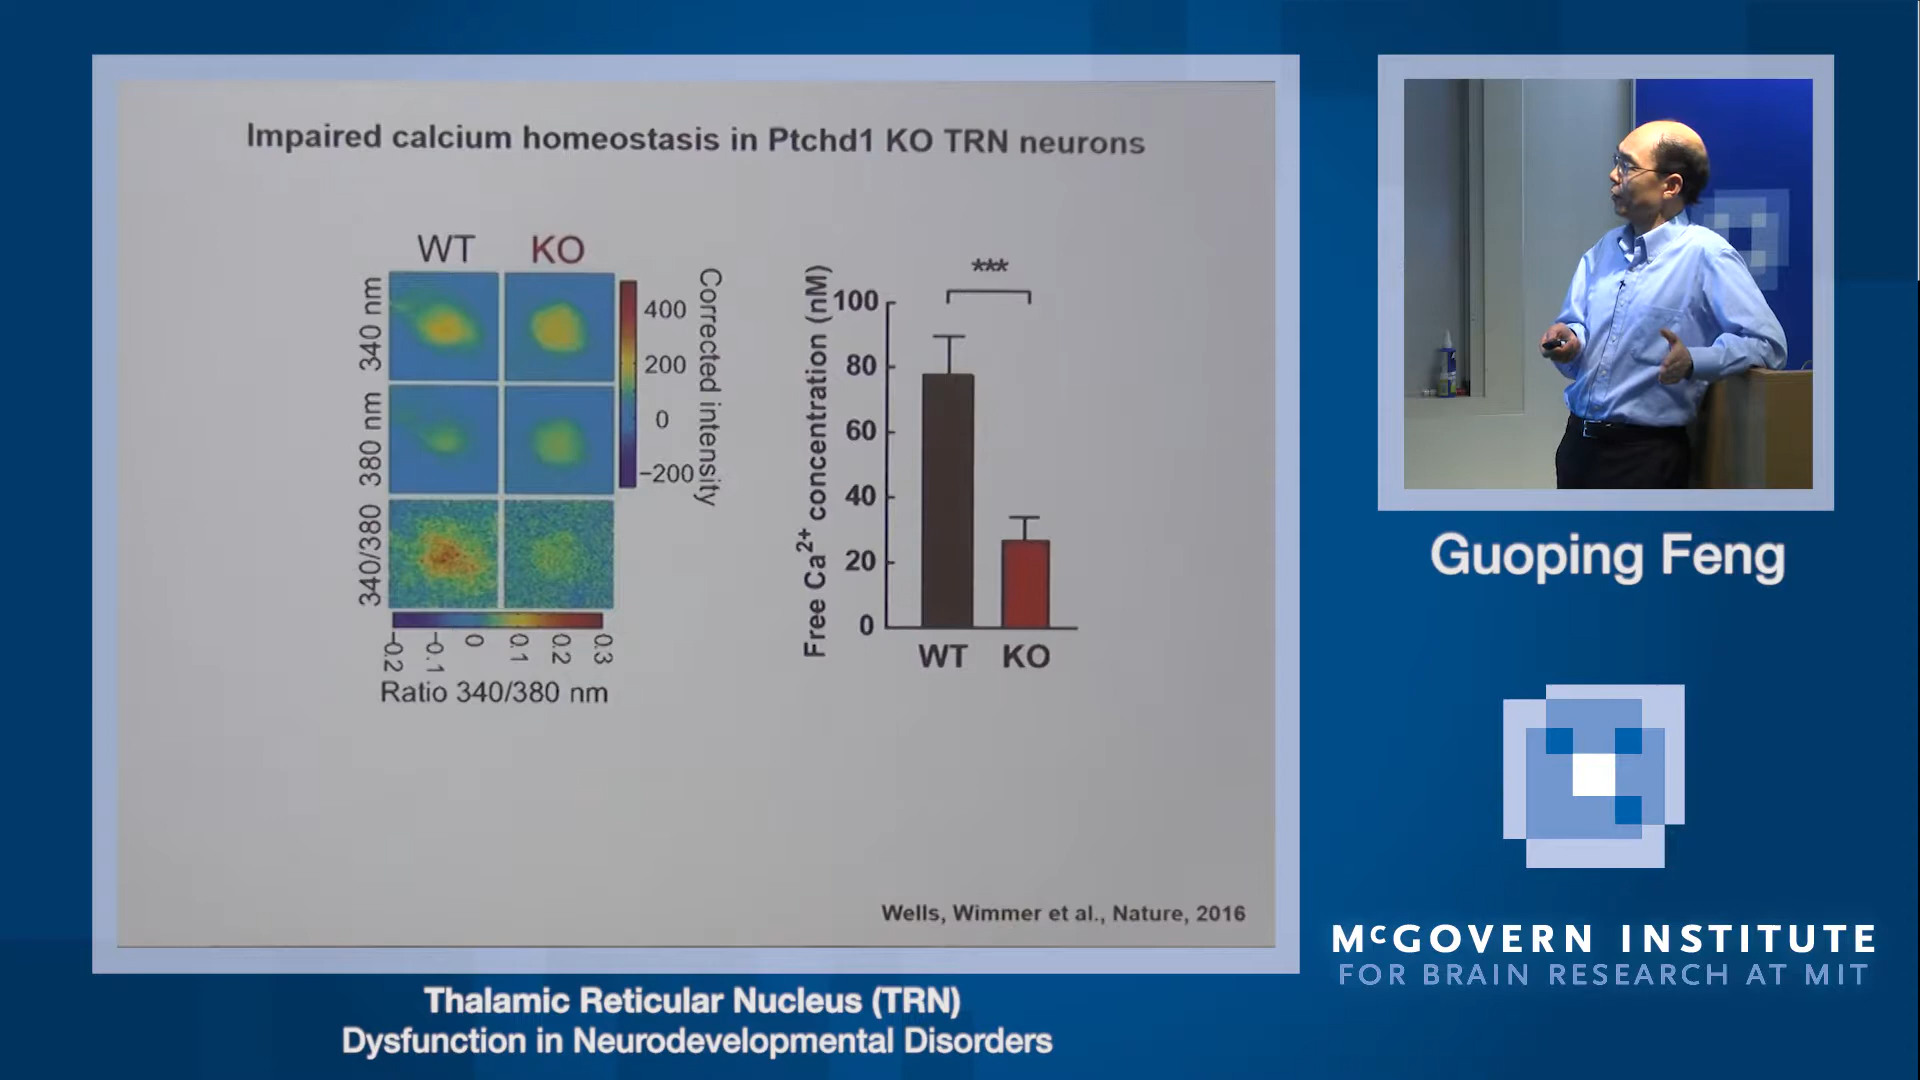 Impaired calcium homeostasis in Ptchd1 KO TRN neurons
WT KO
340 nm
380 nm
340/380
400
200
0
−200
Corrected intensity
-0.2 -0.1 0 0.1 0.2 0.3
Ratio 340/380 nm
Free Ca2+ concentration (nM)
100
80
60
40
20
0
***
WT KO
Wells, Wimmer et al., Nature, 2016
Guoping Feng
McGOVERN INSTITUTE
FOR BRAIN RESEARCH AT MIT
Thalamic Reticular Nucleus (TRN)
Dysfunction in Neurodevelopmental Disorders